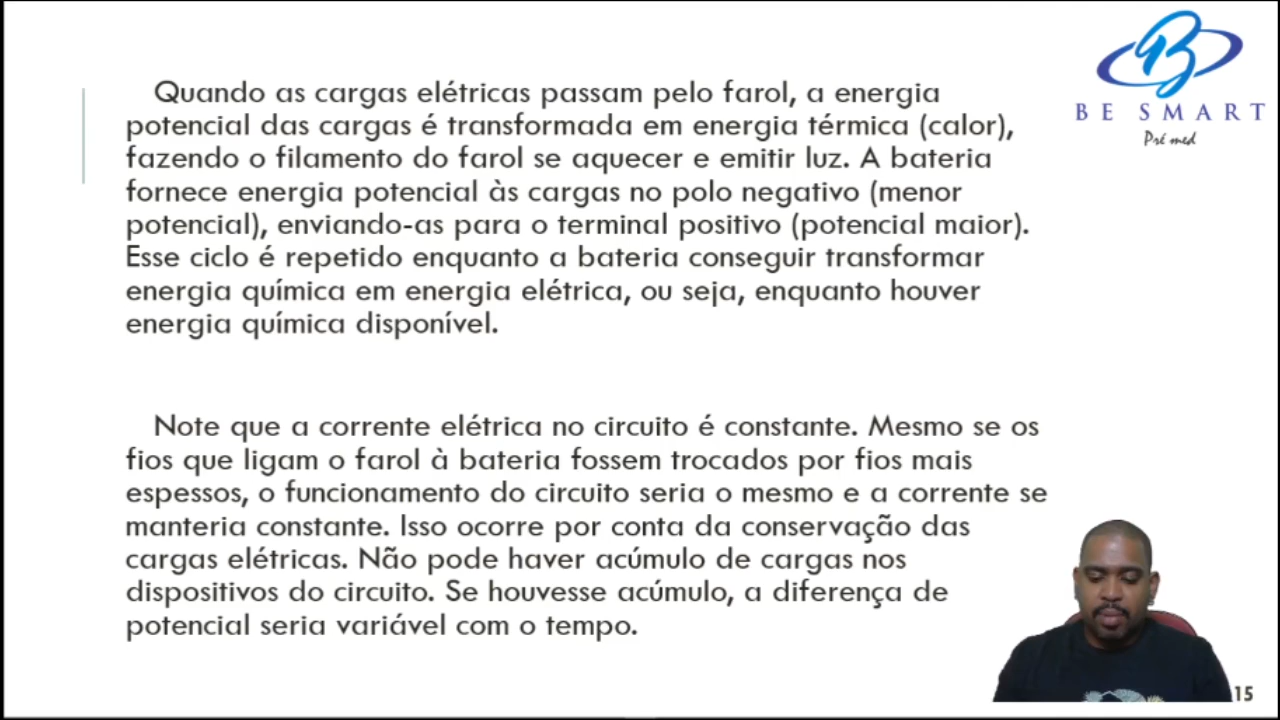 Quando as cargas elétricas passam pelo farol, a energia
potencial das cargas é transformada em energia térmica (calor),
fazendo o filamento do farol se aquecer e emitir luz. A bateria
fornece energia potencial às cargas no polo negativo (menor
potencial), enviando-as para o terminal positivo (potencial maior).
Esse ciclo é repetido enquanto a bateria conseguir transformar
energia química em energia elétrica, ou seja, enquanto houver
energia química disponível.
Note que a corrente elétrica no circuito é constante. Mesmo se os
fios que ligam o farol à bateria fossem trocados por fios mais
espessos, o funcionamento do circuito seria o mesmo e a corrente se
manteria constante. Isso ocorre por conta da conservação das
cargas elétricas. Não pode haver acúmulo de cargas nos
dispositivos do circuito. Se houvesse acúmulo, a diferença de
potencial seria variável com o tempo.
B
BE SMART
Pré med
15